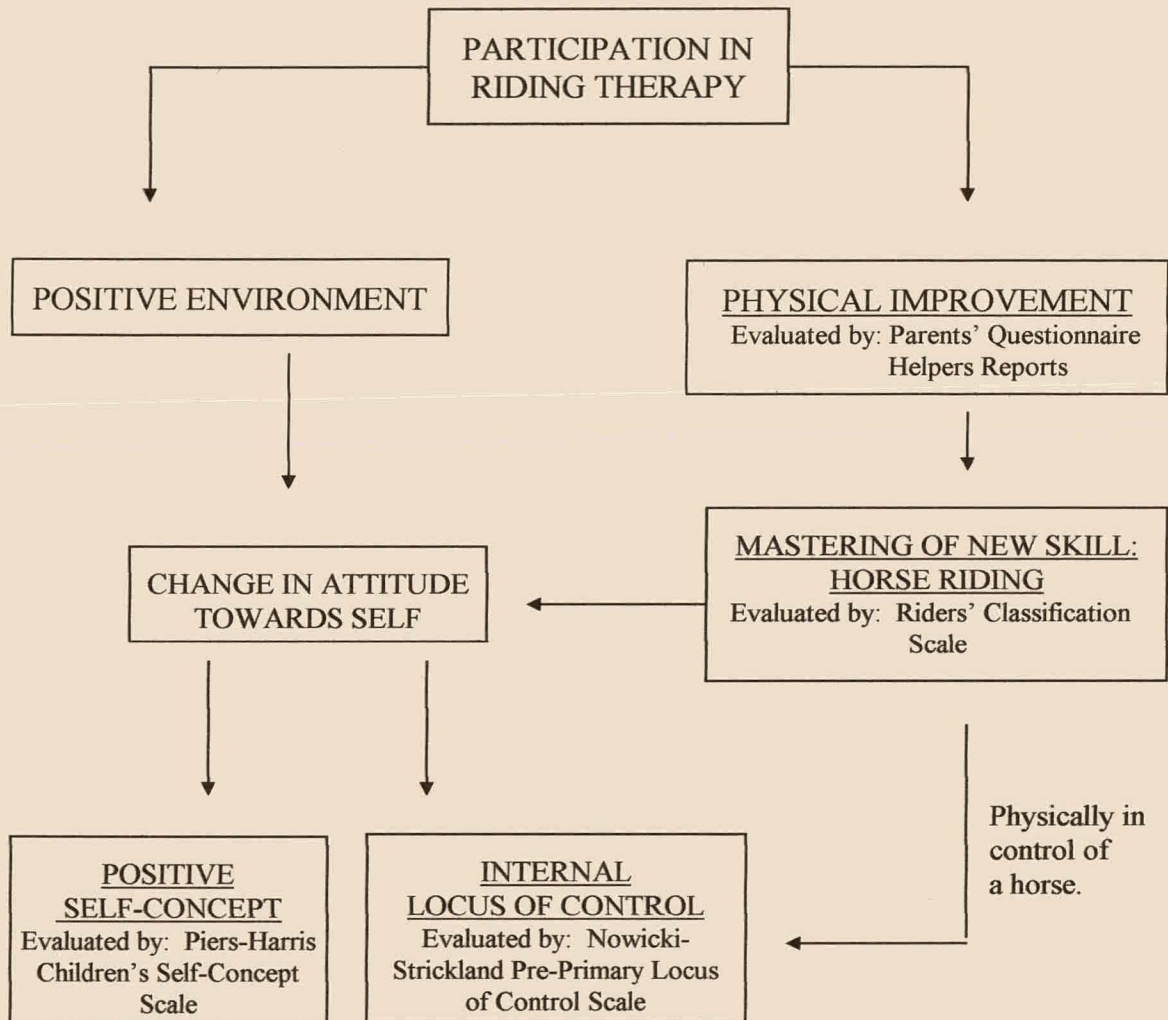 PARTICIPATION IN
RIDING THERAPY
POSITIVE ENVIRONMENT
PHYSICAL IMPROVEMENT
Evaluated by: Parents’ Questionnaire
Helpers Reports
CHANGE IN ATTITUDE
TOWARDS SELF
MASTERING OF NEW SKILL:
HORSE RIDING
Evaluated by: Riders’ Classification
Scale
POSITIVE
SELF-CONCEPT
Evaluated by: Piers-Harris
Children’s Self-Concept
Scale
INTERNAL
LOCUS OF CONTROL
Evaluated by: Nowicki-
Strickland Pre-Primary Locus
of Control Scale
Physically in
control of
a horse.